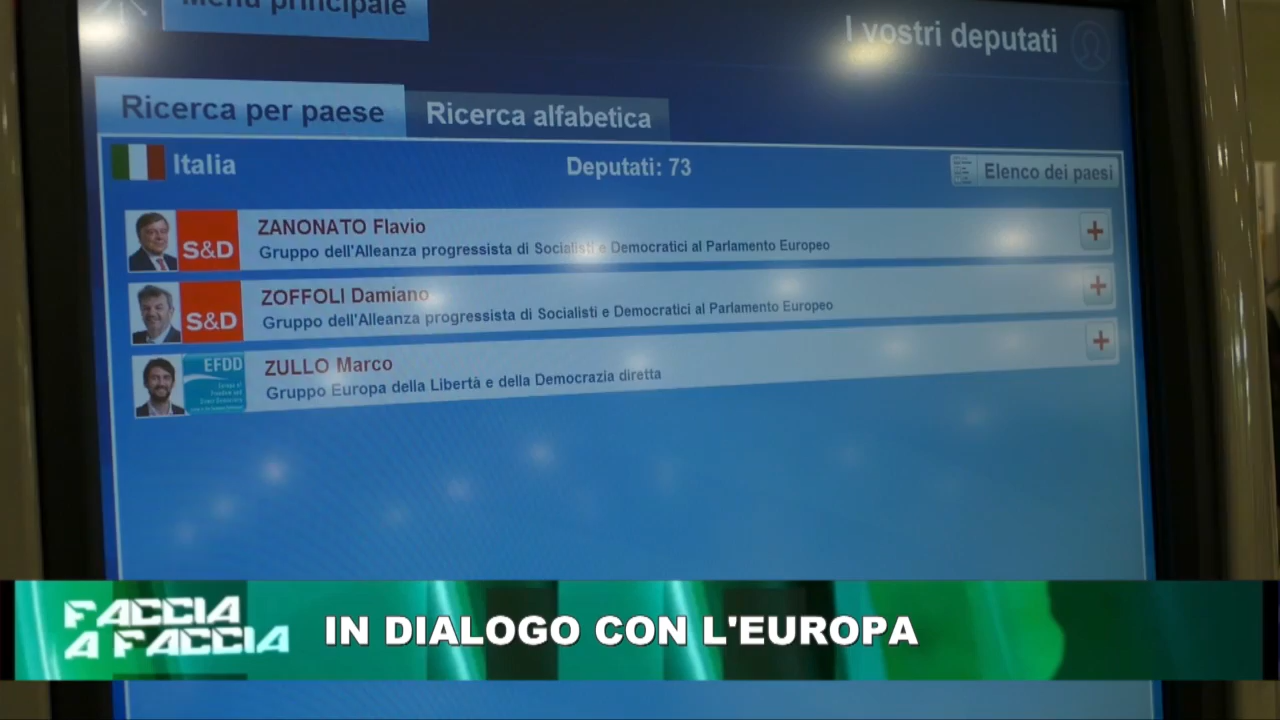 Menu principale
I vostri deputati
Ricerca per paese
Ricerca alfabetica
Italia
Deputati: 73
Elenco dei paesi
S&D
ZANONATO Flavio
Gruppo dell'Alleanza progressista di Socialisti e Democratici al Parlamento Europeo
S&D
ZOFFOLI Damiano
Gruppo dell'Alleanza progressista di Socialisti e Democratici al Parlamento Europeo
EFDD
ZULLO Marco
Gruppo Europa della Libertà e della Democrazia diretta
FACCIA
A FACCIA
IN DIALOGO CON L'EUROPA